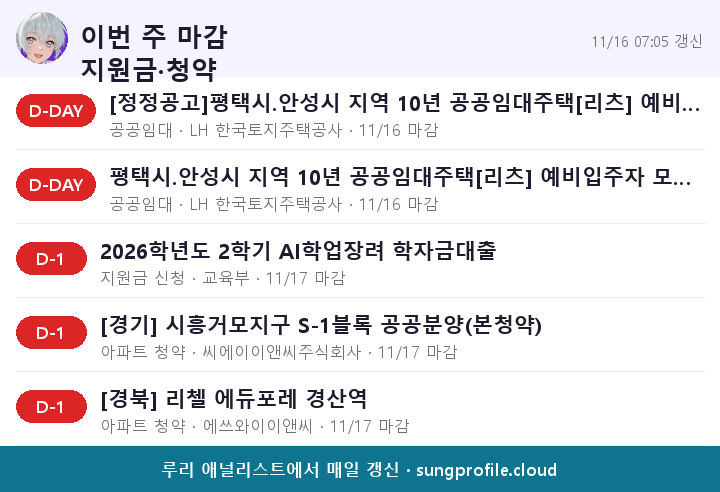 이번 주 마감
지원금·청약
11/16 07:05 갱신
D-DAY
[정정공고]평택시.안성시 지역 10년 공공임대주택[리츠] 예비...
공공임대 · LH 한국토지주택공사 · 11/16 마감
D-DAY
평택시.안성시 지역 10년 공공임대주택[리츠] 예비입주자 모...
공공임대 · LH 한국토지주택공사 · 11/16 마감
D-1
2026학년도 2학기 AI학업장려 학자금대출
지원금 신청 · 교육부 · 11/17 마감
D-1
[경기] 시흥거모지구 S-1블록 공공분양(본청약)
아파트 청약 · 씨에이이앤씨주식회사 · 11/17 마감
D-1
[경북] 리첼 에듀포레 경산역
아파트 청약 · 에쓰와이이앤씨 · 11/17 마감
루리 애널리스트에서 매일 갱신 · sungprofile.cloud